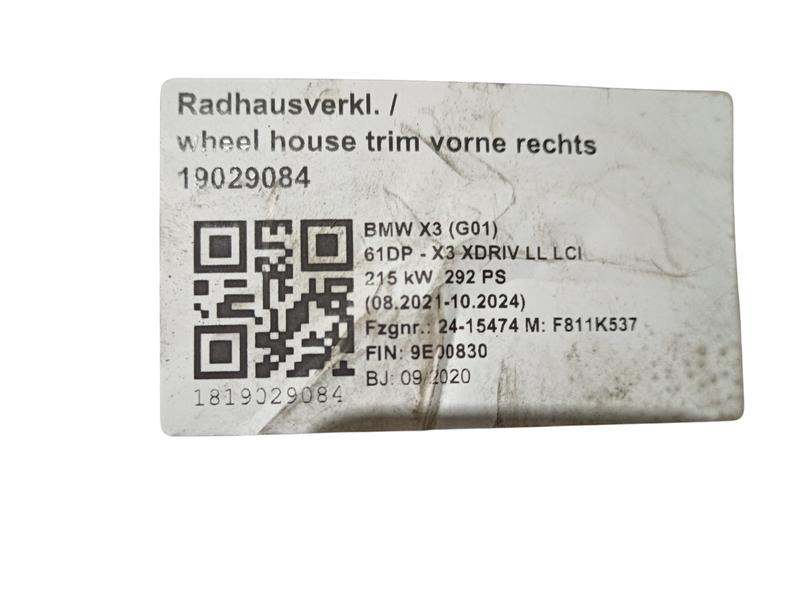 Radhausverkl. /
wheel house trim vorne rechts
19029084
BMW X3 (G01)
61DP - X3 XDRIV LL LCI
215 kW 292 PS
(08.2021-10.2024)
Fzgnr.: 24-15474 M: F811K537
FIN: 9E00830
BJ: 09/2020
1819029084